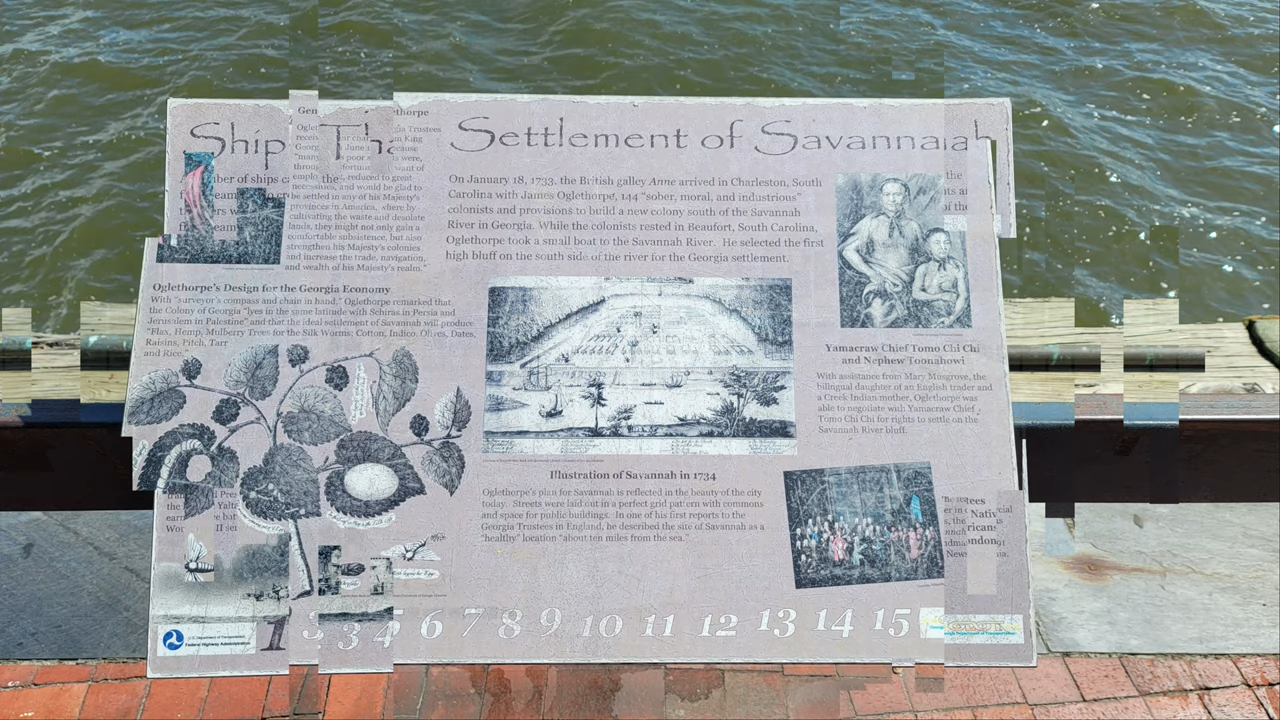 Ship Tha
Settlement of Savannah
On January 18, 1733, the British galley Anne arrived in Charleston, South
Carolina with James Oglethorpe, 144 "sober, moral, and industrious"
colonists and provisions to build a new colony south of the Savannah
River in Georgia. While the colonists rested in Beaufort, South Carolina,
Oglethorpe took a small boat to the Savannah River. He selected the first
high bluff on the south side of the river for the Georgia settlement.
necessities, and would be glad to
be settled in any of his Majesty's
provinces in America, where by
cultivating the waste and desolate
lands, they might not only gain a
comfortable subsistence, but also
strengthen his Majesty's colonies
and increase the trade, navigation,
and wealth of his Majesty's realm."
Oglethorpe's Design for the Georgia Economy
With "surveyor's compass and chain in hand," Oglethorpe remarked that
the Colony of Georgia "lyes in the same latitude with Schiras in Persia and
Jerusalem in Palestine" and that the ideal settlement of Savannah will produce
"Flax, Hemp, Mulberry Trees for the Silk Worms, Cotton, Indico, Olives, Dates,
Raisins, Pitch, Tarr
and Rice."
Yamacraw Chief Tomo Chi Chi
and Nephew Toonahowi
With assistance from Mary Musgrove, the
bilingual daughter of an English trader and
a Creek Indian mother, Oglethorpe was
able to negotiate with Yamacraw Chief
Tomo Chi Chi for rights to settle on the
Savannah River bluff.
Illustration of Savannah in 1734
Oglethorpe's plan for Savannah is reflected in the beauty of the city
today. Streets were laid out in a perfect grid pattern with commons
and space for public buildings. In one of his first reports to the
Georgia Trustees in England, he described the site of Savannah as a
"healthy" location "about ten miles from the sea."
1 3 3 4 5 6 7 8 9 10 11 12 13 14 15
U.S. Department of Transportation
Federal Highway Administration